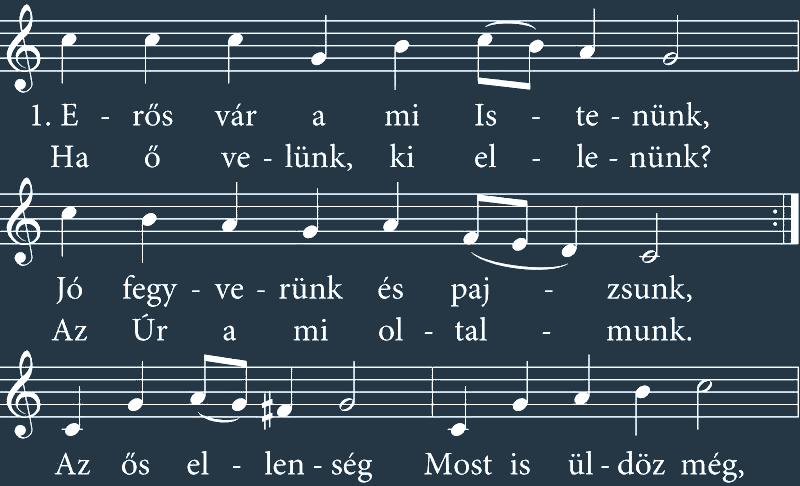 1. E - rős vár a mi Is - te - nünk,
Ha ő ve - lünk, ki el - le - nünk?
Jó fegy - ve - rünk és paj - zsunk,
Az Úr a mi ol - tal - munk.
Az ős el - len - ség Most is ül - döz még,